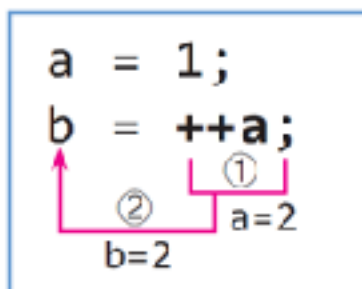 a = 1;
b = ++a;
①
②
a=2
b=2